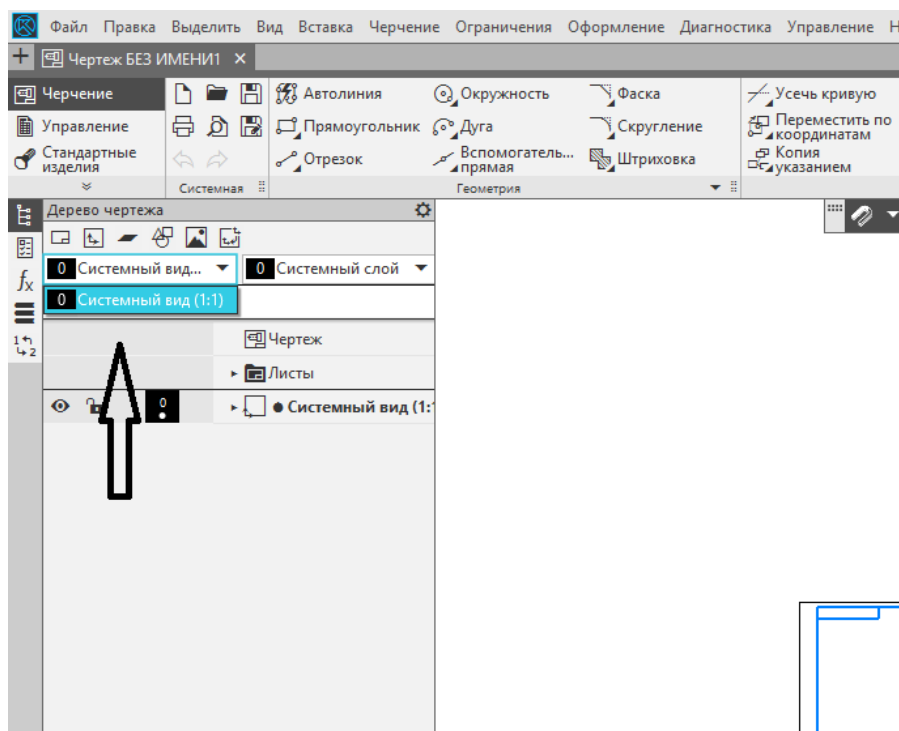 Файл Правка Выделить Вид Вставка Черчение Ограничения Оформление Диагностика Управление Н
Чертеж БЕЗ ИМЕНИ1
Черчение Автолиния Окружность Фаска Усечь кривую
Управление Прямоугольник Дуга Скругление Переместить по координатам
Стандартные изделия Отрезок Вспомогатель... прямая Штриховка Копия указанием
Системная Геометрия
Дерево чертежа
0 Системный вид... 0 Системный слой
0 Системный вид (1:1)
Чертеж
Листы
0 Системный вид (1:1